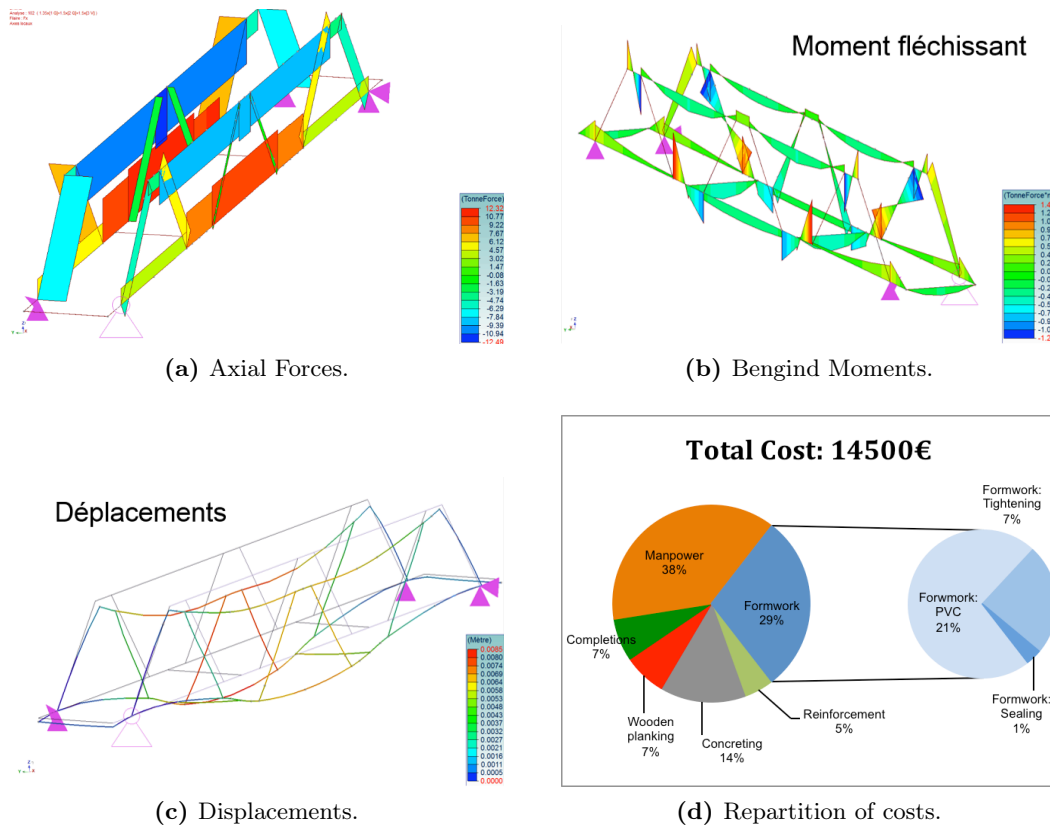 Moment fléchissant
(TonneForce)
12.32
10.77
9.22
7.67
6.12
4.57
3.02
1.47
-0.08
-1.63
-3.19
-4.74
-6.29
-7.84
-9.39
-10.94
-12.49
(a) Axial Forces.
(b) Bengind Moments.
Déplacements
(Mètre)
0.0085
0.0080
0.0074
0.0069
0.0064
0.0058
0.0053
0.0048
0.0043
0.0037
0.0032
0.0027
0.0021
0.0016
0.0011
0.0005
0.0000
(c) Displacements.
Total Cost: 14500€
Formwork:
Tightening
7%
Manpower
38%
Formwork
29%
Forwmork:
PVC
21%
Completions
7%
Wooden
planking
7%
Concreting
14%
Reinforcement
5%
Formwork:
Sealing
1%
(d) Repartition of costs.